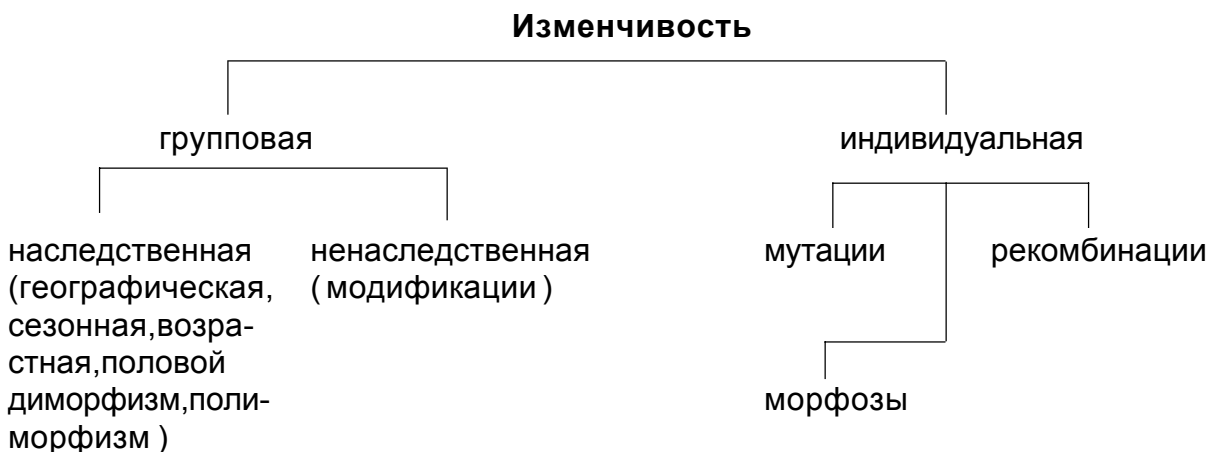 Изменчивость
групповая
индивидуальная
наследственная
(географическая,
сезонная,возра-
стная,половой
диморфизм,поли-
морфизм )
ненаследственная
( модификации )
мутации
рекомбинации
морфозы